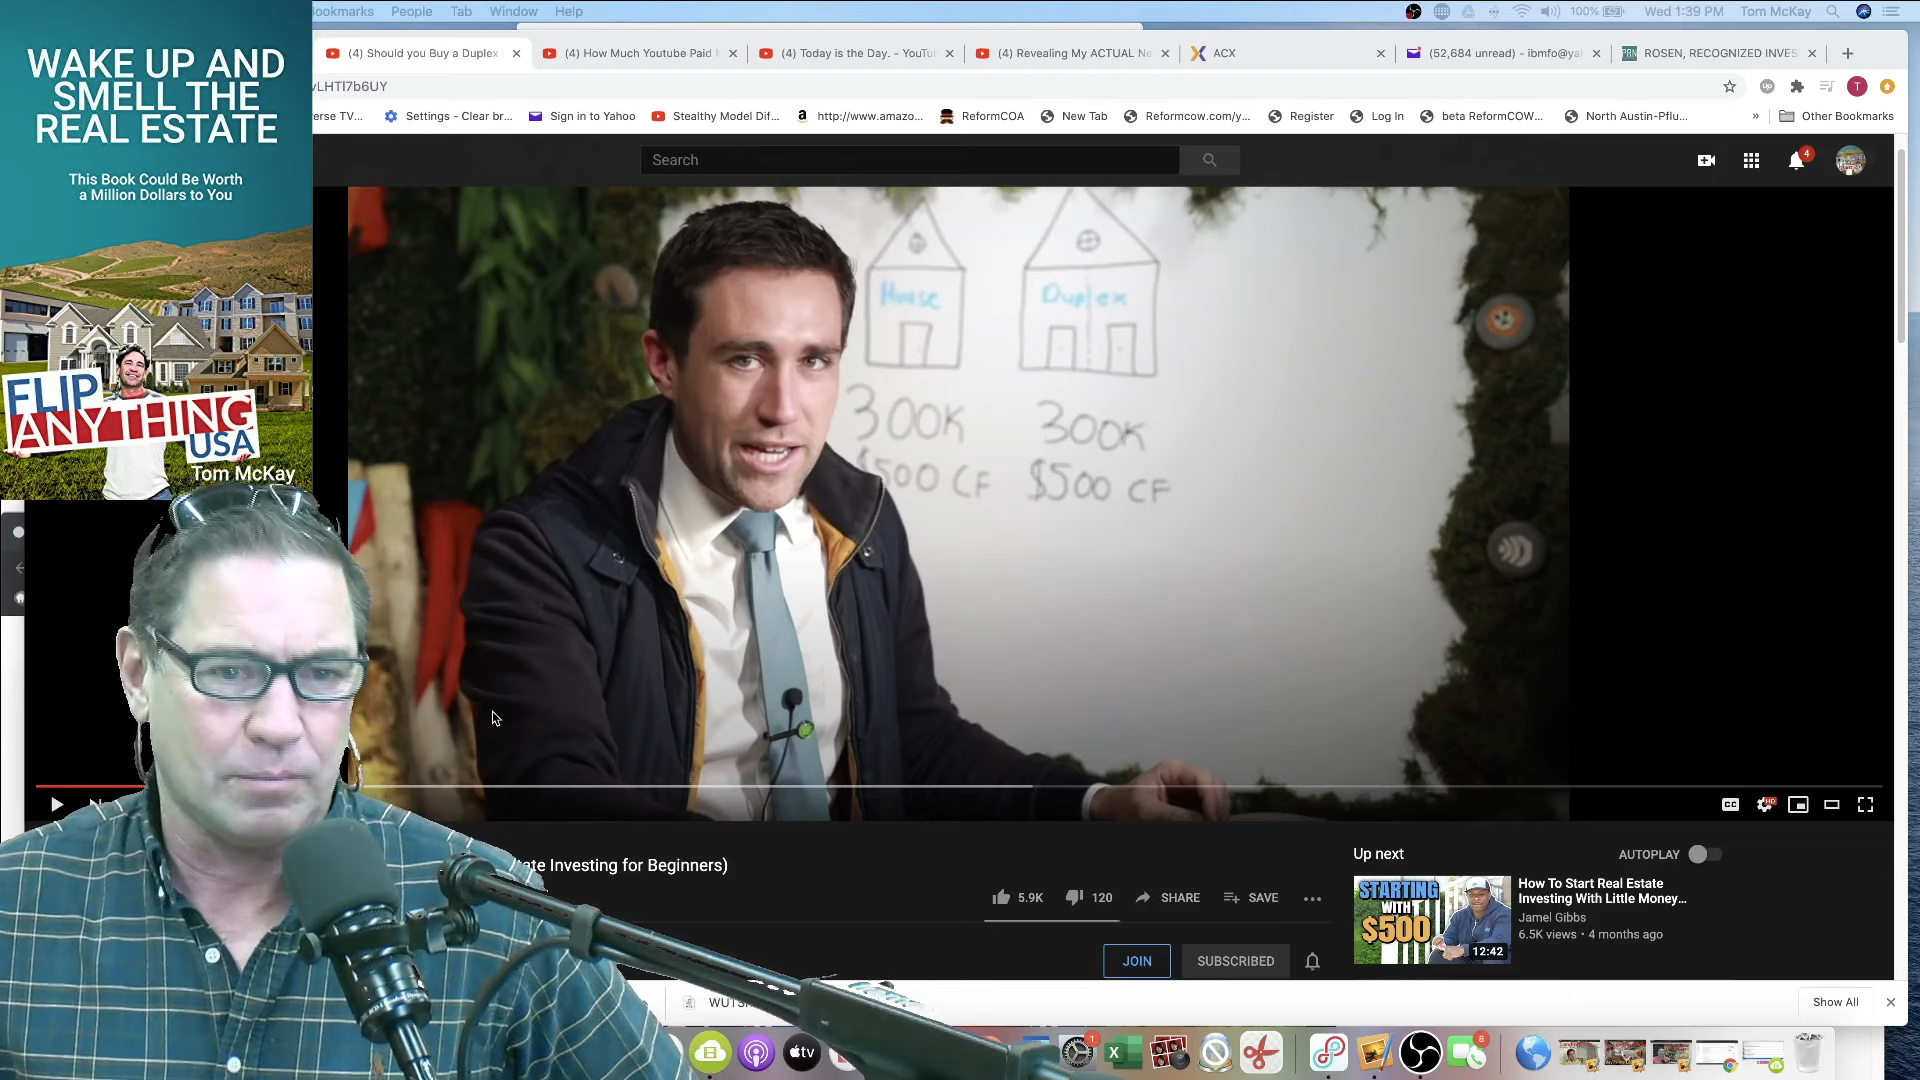 Bookmarks People Tab Window Help
100%
Wed 1:39 PM Tom McKay
WAKE UP AND
SMELL THE
REAL ESTATE
This Book Could Be Worth
a Million Dollars to You
FLIP
ANYTHING
USA
Tom McKay
(4) Should you Buy a Duplex
(4) How Much Youtube Paid
(4) Today is the Day. - YouTu
(4) Revealing My ACTUAL Ne
ACX
(52,684 unread) - ibmfo@ya
ROSEN, RECOGNIZED INVES
vLHTI7b6UY
T
erse TV...
Settings - Clear br...
Sign in to Yahoo
Stealthy Model Dif...
http://www.amazo...
ReformCOA
New Tab
Reformcow.com/y...
Register
Log In
beta ReformCOW...
North Austin-Pflu...
»
Other Bookmarks
Search
4
House
Duplex
300K
300K
$500 CF
$500 CF
CC
HD
ate Investing for Beginners)
5.9K
120
SHARE
SAVE
JOIN
SUBSCRIBED
Up next
AUTOPLAY
STARTING
WITH
$500
12:42
How To Start Real Estate
Investing With Little Money...
Jamel Gibbs
6.5K views • 4 months ago
Show All
tv
1
X
8